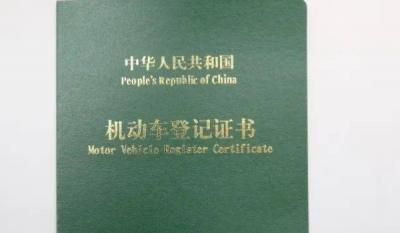 中华人民共和国
People's Republic of China
机动车登记证书
Motor Vehicle Register Certificate